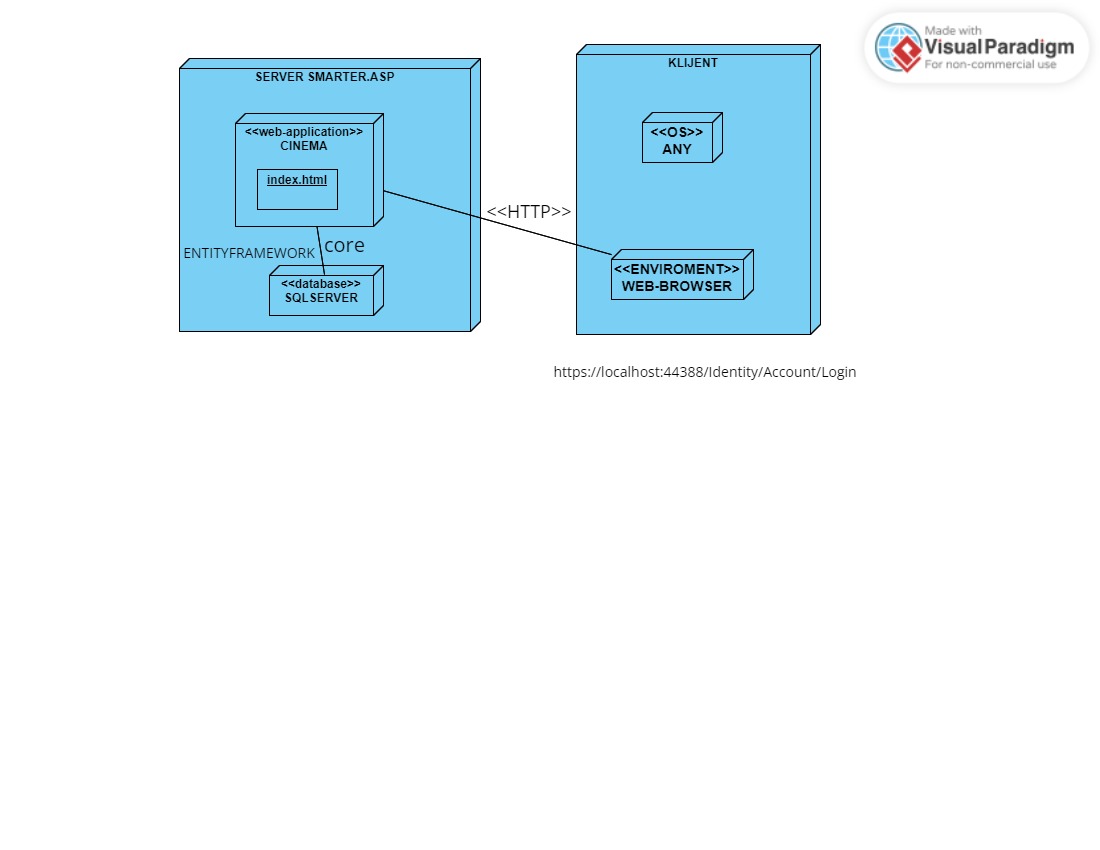 Made with
Visual Paradigm
For non-commercial use
SERVER SMARTER.ASP
<<web-application>>
CINEMA
index.html
ENTITYFRAMEWORK
core
<<database>>
SQLSERVER
<<HTTP>>
KLIJENT
<<OS>>
ANY
<<ENVIROMENT>>
WEB-BROWSER
https://localhost:44388/Identity/Account/Login